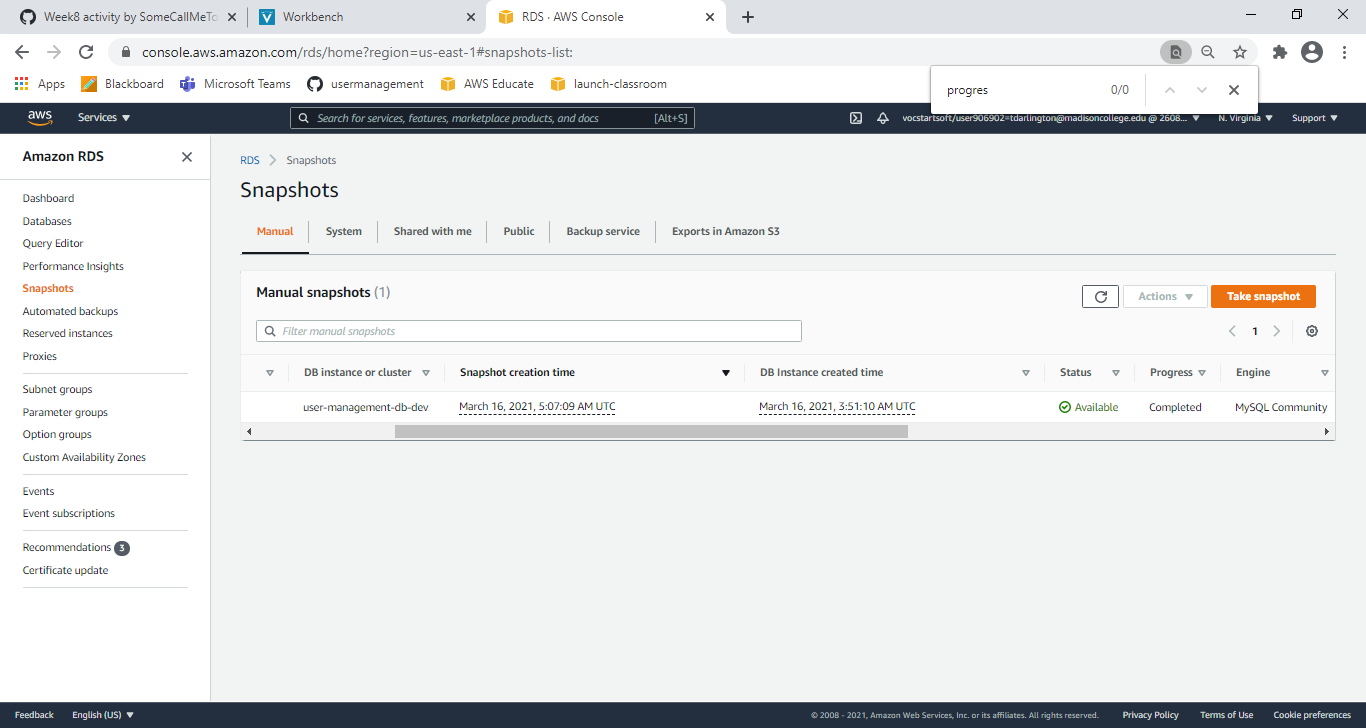 Week8 activity by SomeCallMeTo
Workbench
RDS · AWS Console
console.aws.amazon.com/rds/home?region=us-east-1#snapshots-list:
Apps
Blackboard
Microsoft Teams
usermanagement
AWS Educate
launch-classroom
progres
0/0
aws
Services
Search for services, features, marketplace products, and docs
[Alt+S]
vocstartsoft/user906902=tdarlington@madisoncollege.edu @ 2608...
N. Virginia
Support
Amazon RDS
Dashboard
Databases
Query Editor
Performance Insights
Snapshots
Automated backups
Reserved instances
Proxies
Subnet groups
Parameter groups
Option groups
Custom Availability Zones
Events
Event subscriptions
Recommendations 3
Certificate update
RDS > Snapshots
Snapshots
Manual
System
Shared with me
Public
Backup service
Exports in Amazon S3
Manual snapshots (1)
Actions
Take snapshot
Filter manual snapshots
1
DB instance or cluster
Snapshot creation time
DB Instance created time
Status
Progress
Engine
user-management-db-dev
March 16, 2021, 5:07:09 AM UTC
March 16, 2021, 3:51:10 AM UTC
Available
Completed
MySQL Community
Feedback
English (US)
© 2008 - 2021, Amazon Web Services, Inc. or its affiliates. All rights reserved.
Privacy Policy
Terms of Use
Cookie preferences